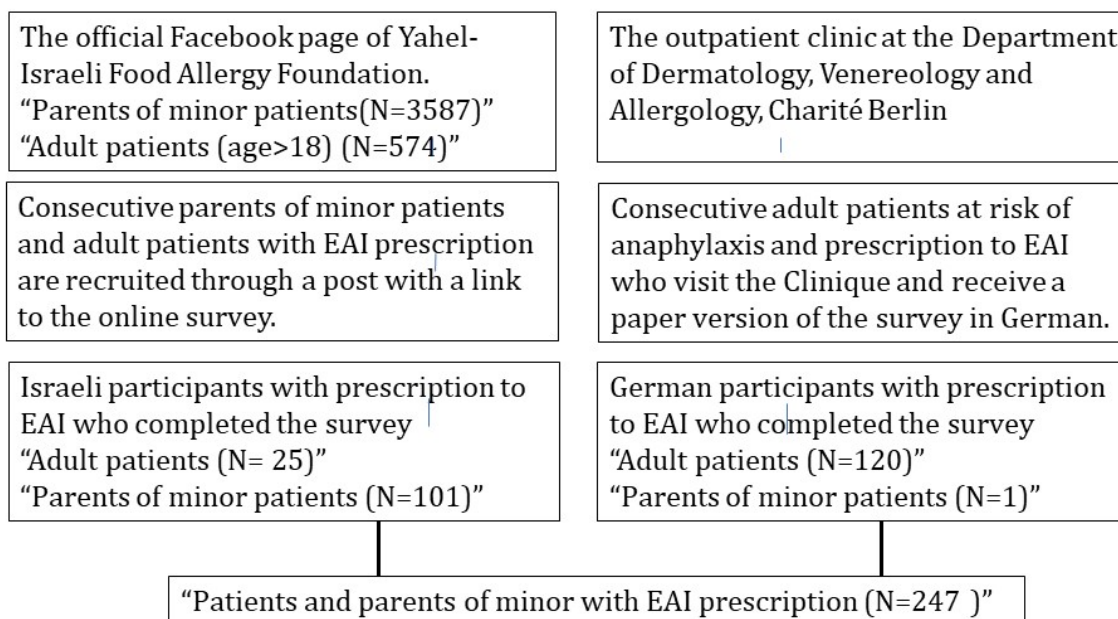 The official Facebook page of Yahel-
Israeli Food Allergy Foundation.
“Parents of minor patients(N=3587)”
“Adult patients (age>18) (N=574)”
The outpatient clinic at the Department
of Dermatology, Venereology and
Allergology, Charité Berlin
Consecutive parents of minor patients
and adult patients with EAI prescription
are recruited through a post with a link
to the online survey.
Consecutive adult patients at risk of
anaphylaxis and prescription to EAI
who visit the Clinique and receive a
paper version of the survey in German.
Israeli participants with prescription to
EAI who completed the survey
“Adult patients (N= 25)”
“Parents of minor patients (N=101)”
German participants with prescription
to EAI who completed the survey
“Adult patients (N=120)”
“Parents of minor patients (N=1)”
“Patients and parents of minor with EAI prescription (N=247 )”